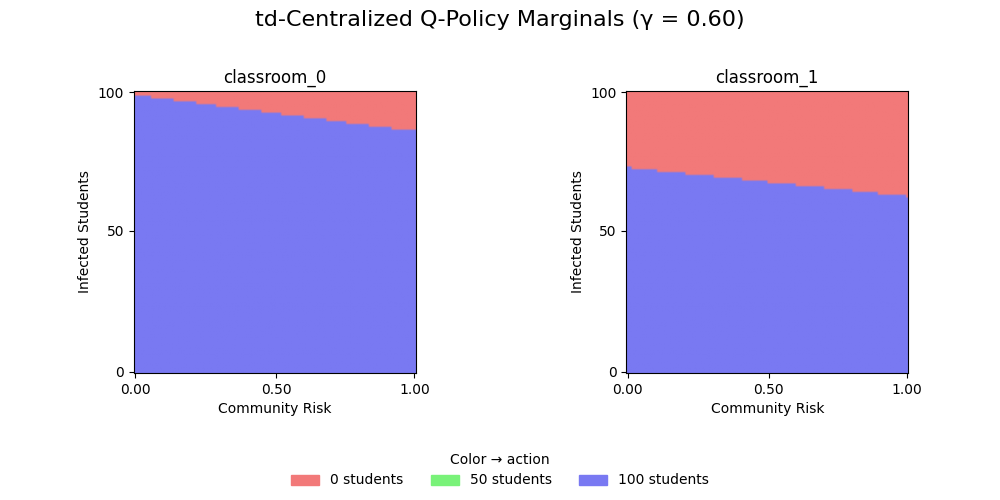 td-Centralized Q-Policy Marginals (γ = 0.60)
classroom_0
classroom_1
100
50
0
Infected Students
0.00 0.50 1.00
Community Risk
100
50
0
Infected Students
0.00 0.50 1.00
Community Risk
Color → action
0 students 50 students 100 students